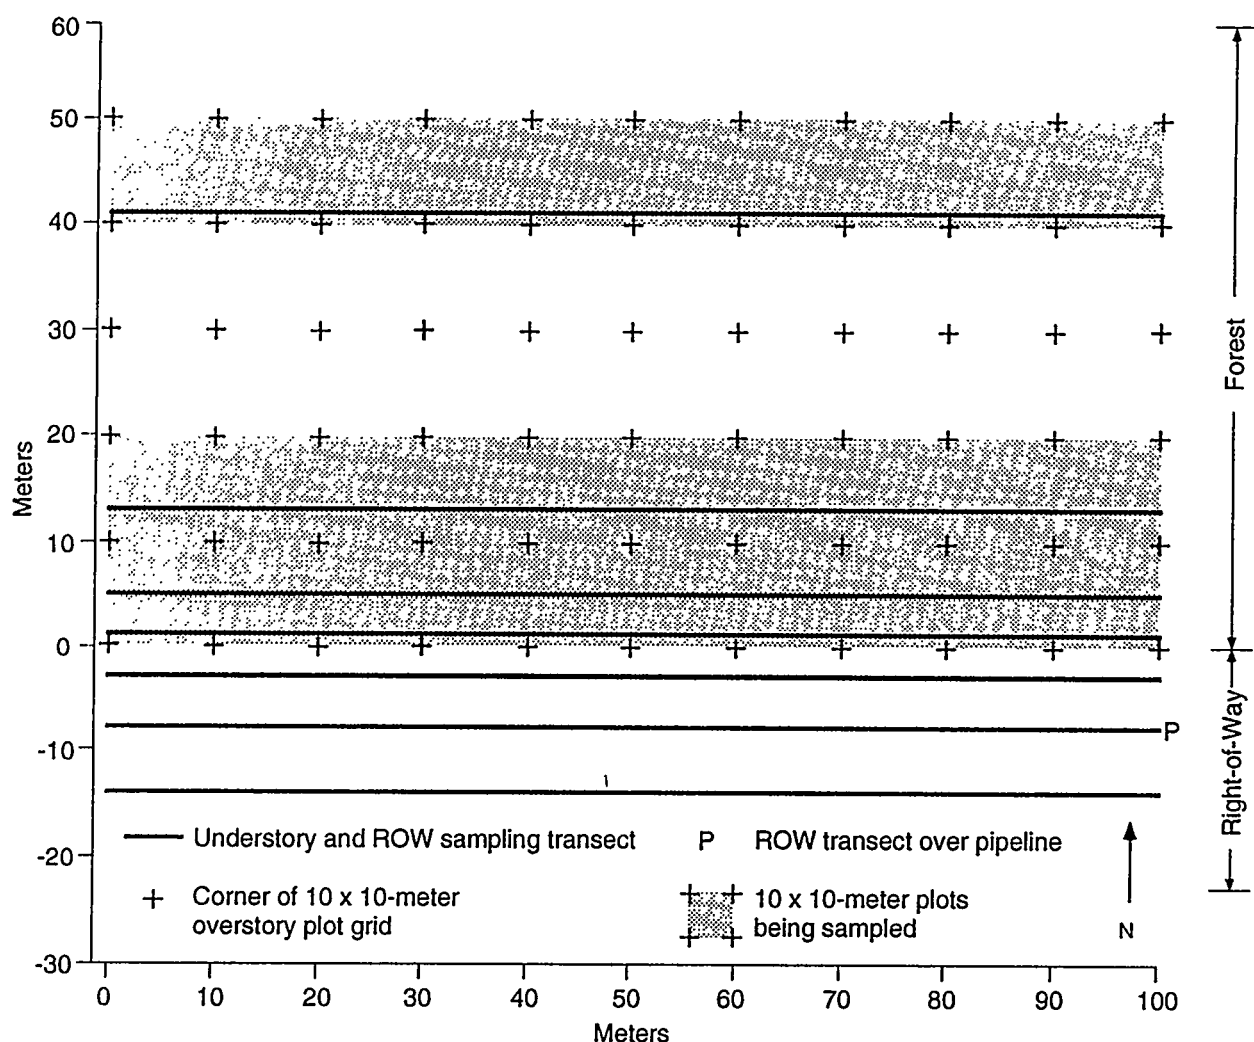 60
50
40
30
20
10
0
-10
-20
-30
Meters
Forest
Right-of-Way
P
Understory and ROW sampling transect
P ROW transect over pipeline
Corner of 10 x 10-meter
overstory plot grid
10 x 10-meter plots
being sampled
N
0 10 20 30 40 50 60 70 80 90 100
Meters